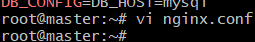 DB_CONFIG=DB_HOST=mysql
root@master:~# vi nginx.conf
root@master:~#